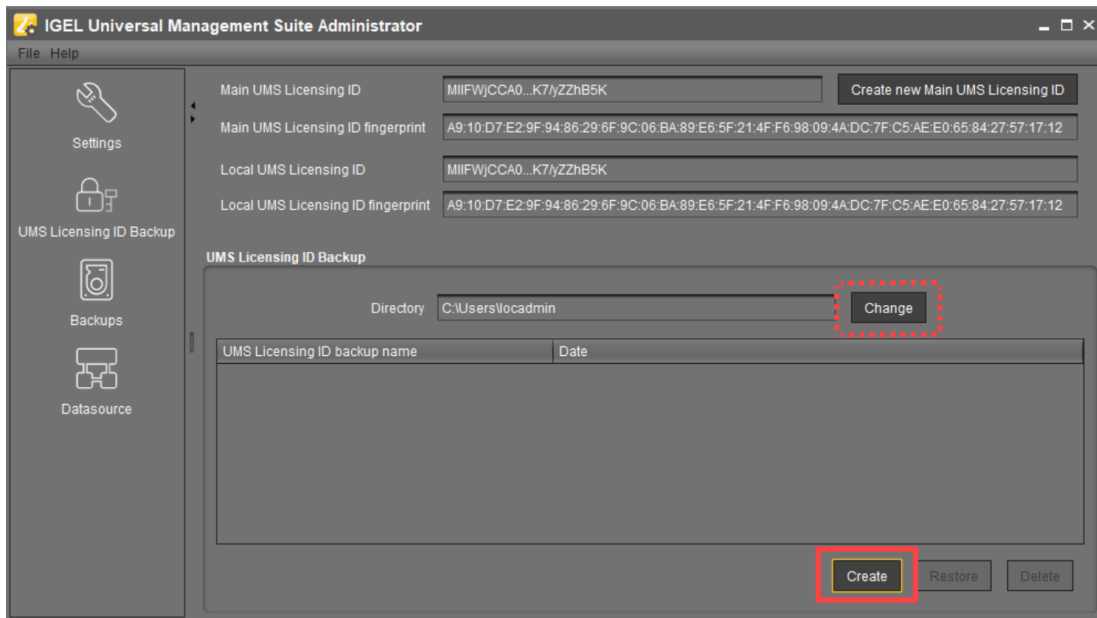 IGEL Universal Management Suite Administrator
File Help
Settings
UMS Licensing ID Backup
Backups
Datasource
Main UMS Licensing ID MIIFWjCCA0...K7/yZZhB5K Create new Main UMS Licensing ID
Main UMS Licensing ID fingerprint A9:10:D7:E2:9F:94:86:29:6F:9C:06:BA:89:E6:5F:21:4F:F6:98:09:4A:DC:7F:C5:AE:E0:65:84:27:57:17:12
Local UMS Licensing ID MIIFWjCCA0...K7/yZZhB5K
Local UMS Licensing ID fingerprint A9:10:D7:E2:9F:94:86:29:6F:9C:06:BA:89:E6:5F:21:4F:F6:98:09:4A:DC:7F:C5:AE:E0:65:84:27:57:17:12
UMS Licensing ID Backup
Directory C:\Users\locadmin Change
UMS Licensing ID backup name Date
Create Restore Delete